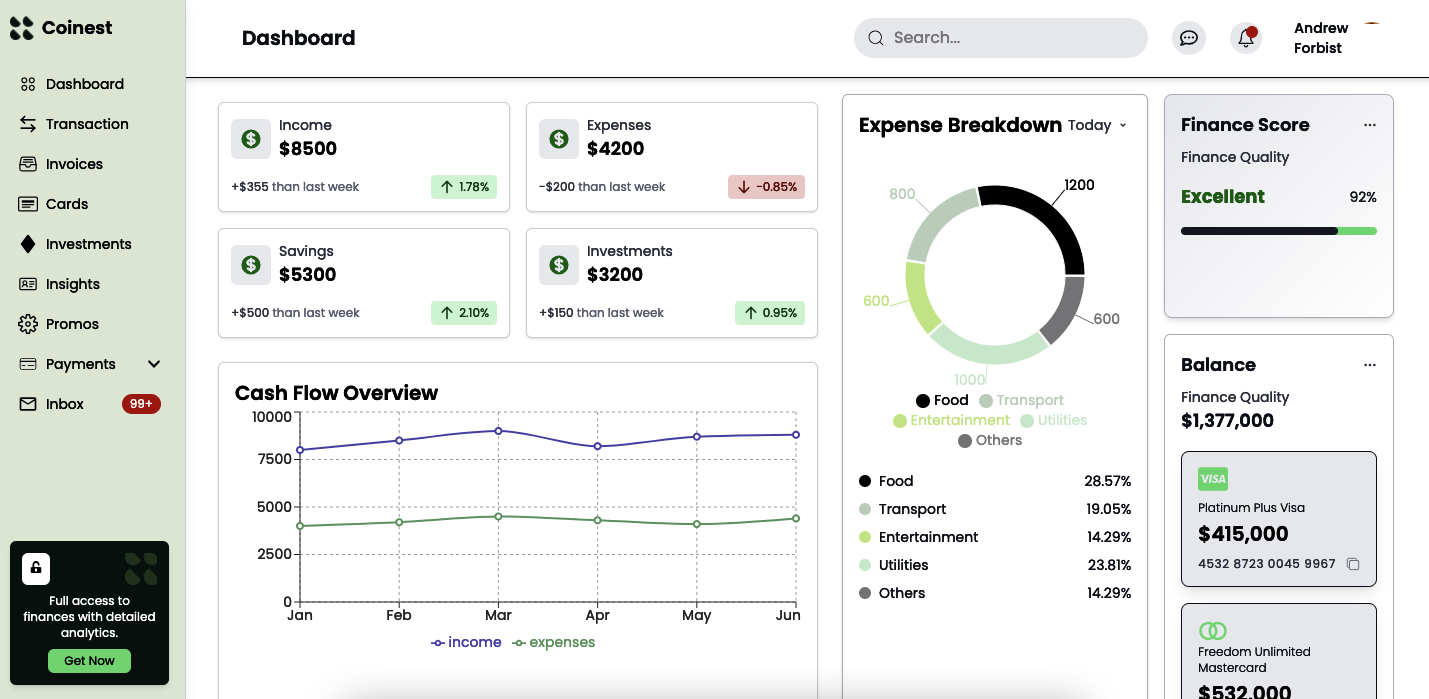 Coinest
Dashboard
Transaction
Invoices
Cards
Investments
Insights
Promos
Payments
Inbox
99+
Full access to
finances with detailed
analytics.
Get Now
Dashboard
Search...
Andrew
Forbist
Income
$8500
+$355 than last week
1.78%
Expenses
$4200
-$200 than last week
-0.85%
Savings
$5300
+$500 than last week
2.10%
Investments
$3200
+$150 than last week
0.95%
Cash Flow Overview
10000
7500
5000
2500
0
Jan Feb Mar Apr May Jun
income expenses
Expense Breakdown Today
1200
800
600
600
1000
Food Transport
Entertainment Utilities
Others
Food 28.57%
Transport 19.05%
Entertainment 14.29%
Utilities 23.81%
Others 14.29%
Finance Score
Finance Quality
Excellent 92%
Balance
Finance Quality
$1,377,000
VISA
Platinum Plus Visa
$415,000
4532 8723 0045 9967
Freedom Unlimited
Mastercard
$532,000